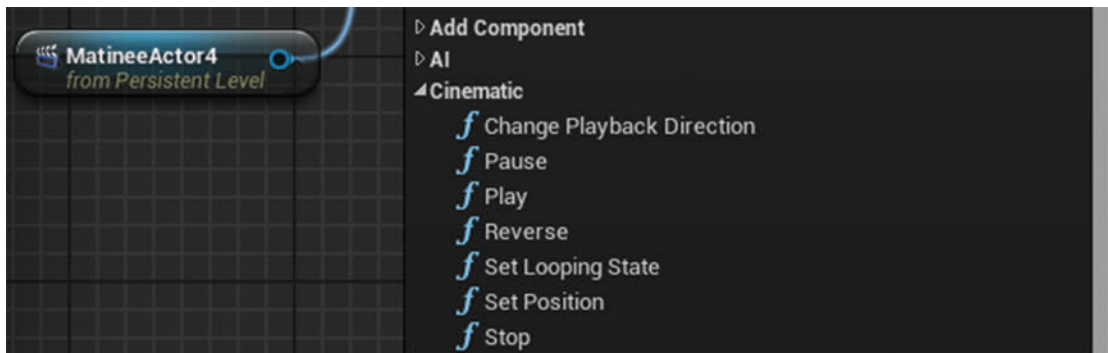 MatineeActor4
from Persistent Level
Add Component
AI
Cinematic
Change Playback Direction
Pause
Play
Reverse
Set Looping State
Set Position
Stop